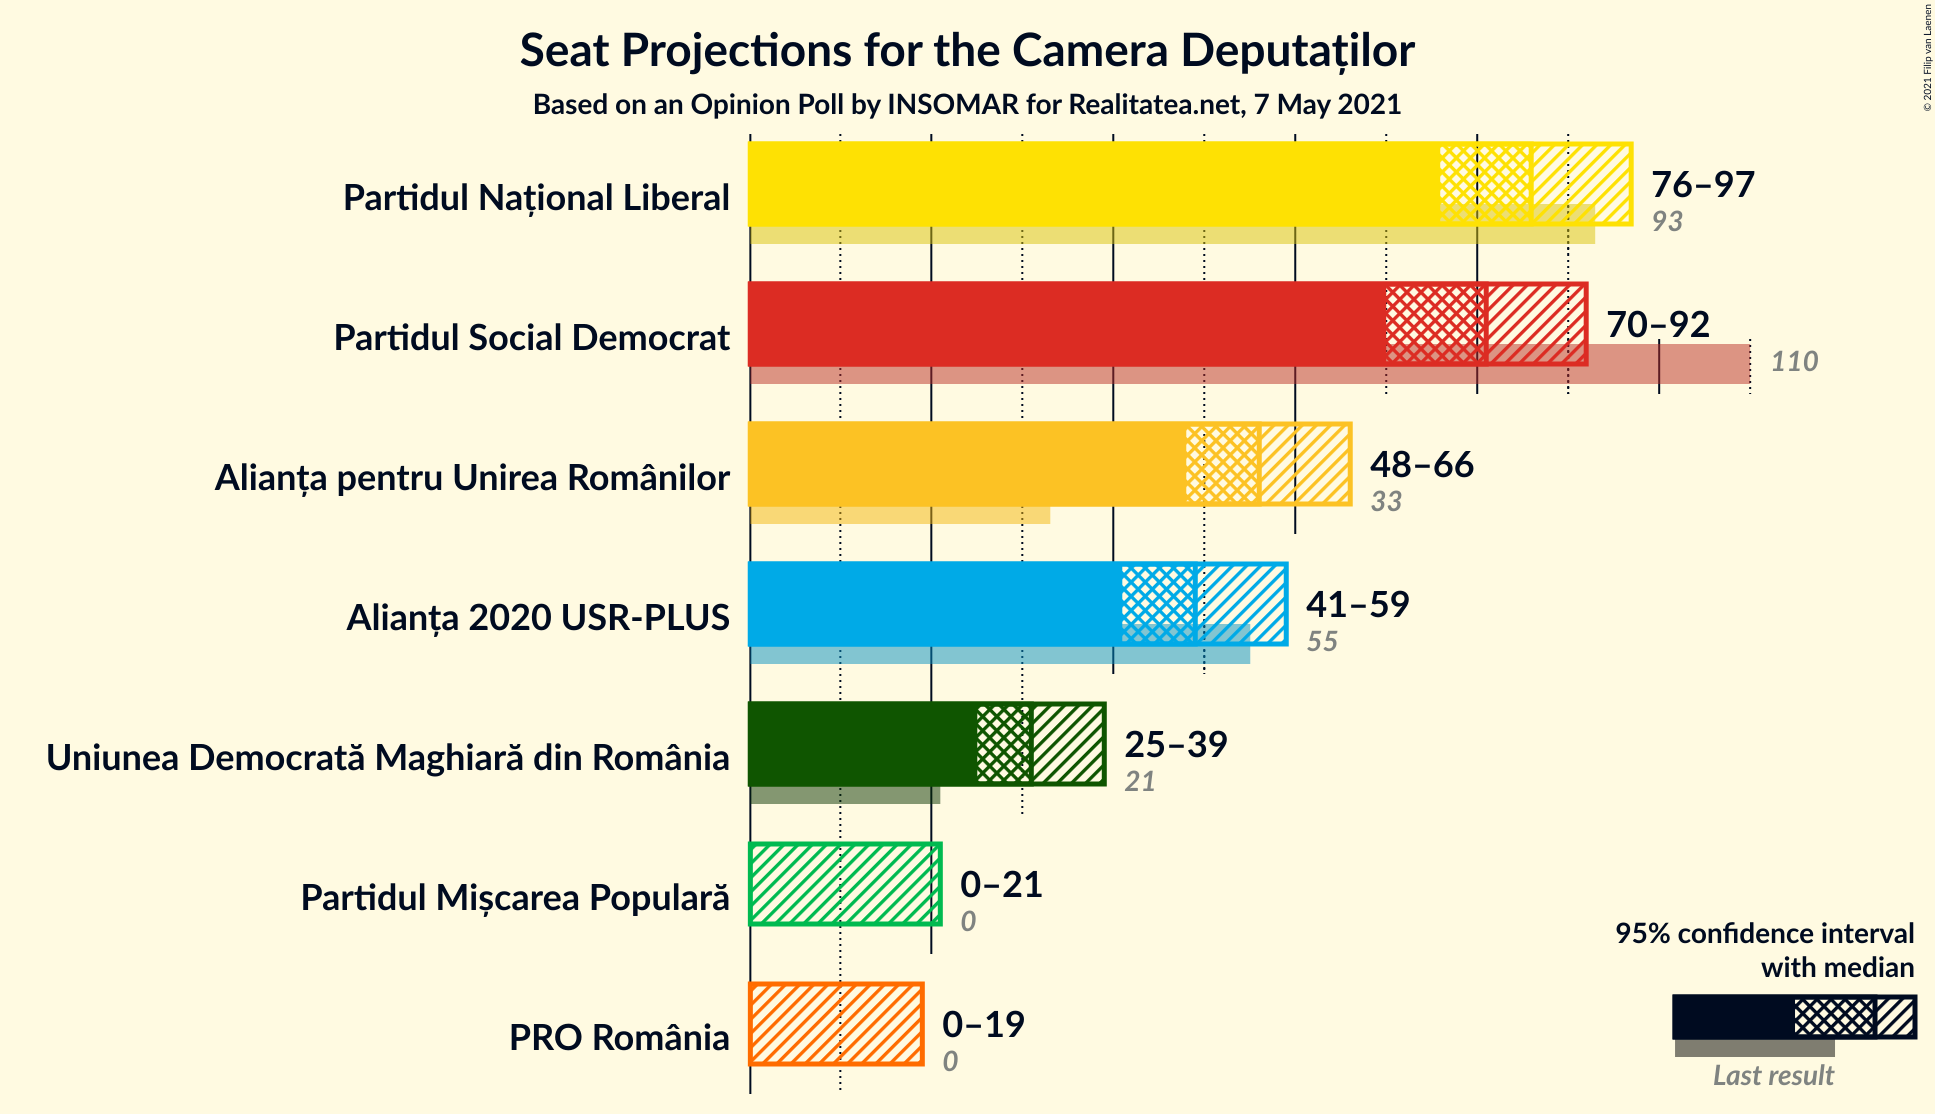 Seat Projections for the Camera Deputaților
Based on an Opinion Poll by INSOMAR for Realitatea.net, 7 May 2021
© 2021 Filip van Laenen
Partidul Național Liberal
76–97
93
Partidul Social Democrat
70–92
110
Alianța pentru Unirea Românilor
48–66
33
Alianța 2020 USR-PLUS
41–59
55
Uniunea Democrată Maghiară din România
25–39
21
Partidul Mișcarea Populară
0–21
0
PRO România
0–19
0
95% confidence interval
with median
Last result